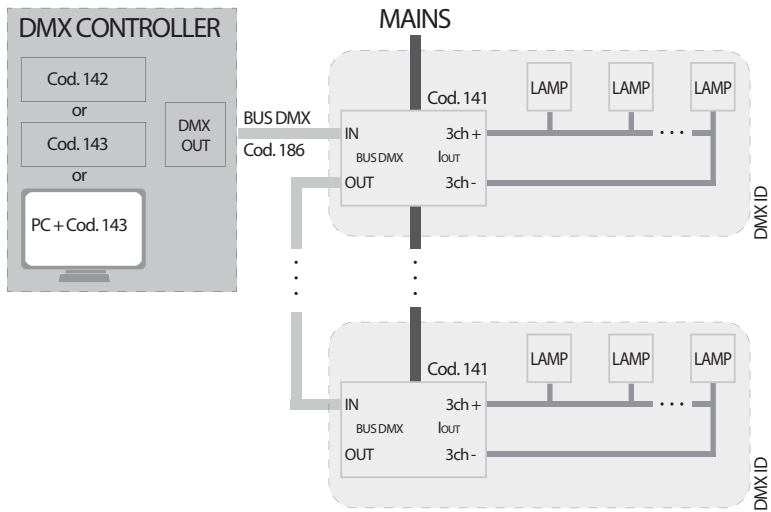 DMX CONTROLLER
Cod. 142
or
Cod. 143
or
PC + Cod. 143
DMX
OUT
BUS DMX
Cod. 186
MAINS
Cod. 141
IN
3ch +
BUS DMX
IOUT
OUT
3ch -
LAMP
LAMP
LAMP
DMX ID
Cod. 141
IN
3ch +
BUS DMX
IOUT
OUT
3ch -
LAMP
LAMP
LAMP
DMX ID